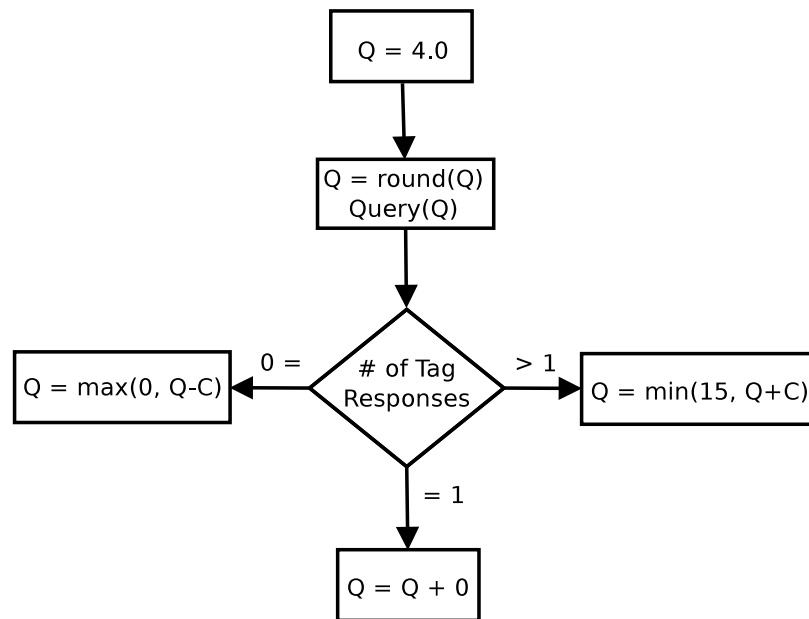 Q = 4.0
Q = round(Q)
Query(Q)
0 =
# of Tag
Responses
> 1
Q = max(0, Q-C)
Q = min(15, Q+C)
= 1
Q = Q + 0